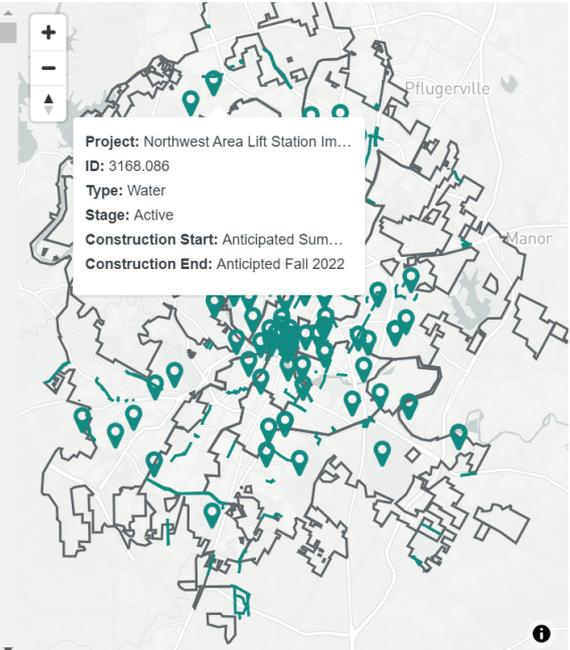 Pflugerville
Project: Northwest Area Lift Station Im...
ID: 3168.086
Type: Water
Stage: Active
Construction Start: Anticipated Sum...
Construction End: Anticipted Fall 2022
Manor